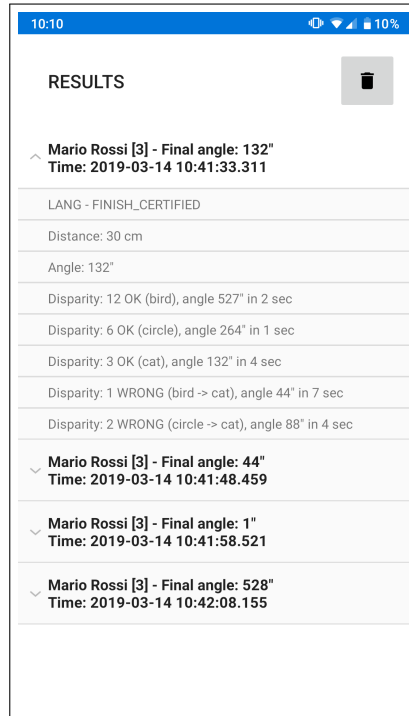 10:10
10%
RESULTS
Mario Rossi [3] - Final angle: 132"
Time: 2019-03-14 10:41:33.311
LANG - FINISH_CERTIFIED
Distance: 30 cm
Angle: 132"
Disparity: 12 OK (bird), angle 527" in 2 sec
Disparity: 6 OK (circle), angle 264" in 1 sec
Disparity: 3 OK (cat), angle 132" in 4 sec
Disparity: 1 WRONG (bird -> cat), angle 44" in 7 sec
Disparity: 2 WRONG (circle -> cat), angle 88" in 4 sec
Mario Rossi [3] - Final angle: 44"
Time: 2019-03-14 10:41:48.459
Mario Rossi [3] - Final angle: 1"
Time: 2019-03-14 10:41:58.521
Mario Rossi [3] - Final angle: 528"
Time: 2019-03-14 10:42:08.155